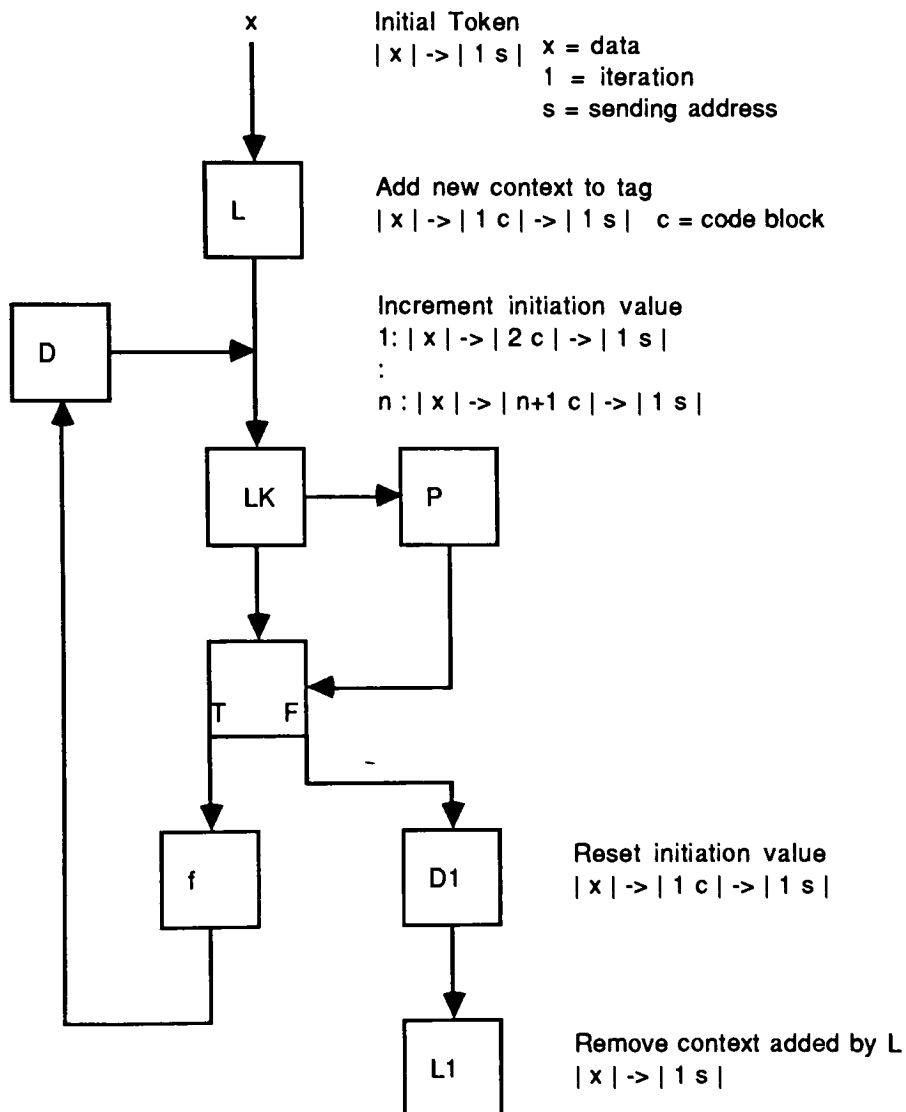 x
Initial Token
| x | -> | 1 s |
x = data
1 = iteration
s = sending address
L
Add new context to tag
| x | -> | 1 c | -> | 1 s | c = code block
D
Increment initiation value
1: | x | -> | 2 c | -> | 1 s |
:
n : | x | -> | n+1 c | -> | 1 s |
LK
P
T F
f
D1
Reset initiation value
| x | -> | 1 c | -> | 1 s |
L1
Remove context added by L
| x | -> | 1 s |